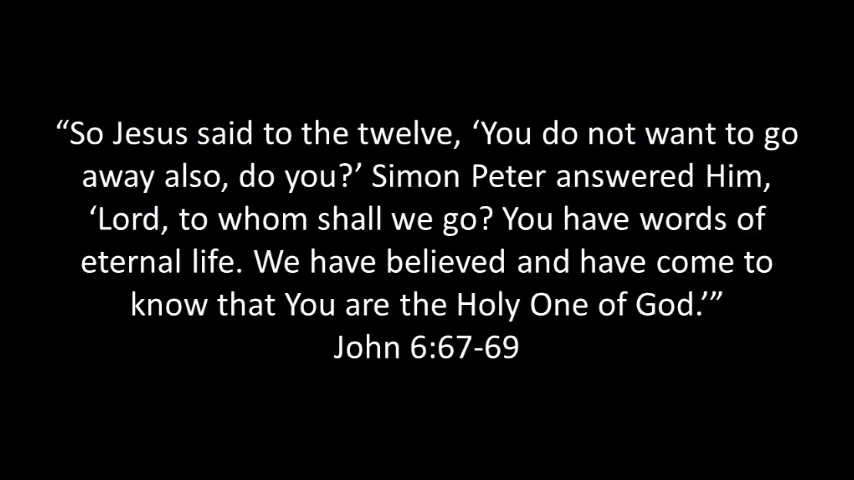 “So Jesus said to the twelve, ‘You do not want to go
away also, do you?’ Simon Peter answered Him,
‘Lord, to whom shall we go? You have words of
eternal life. We have believed and have come to
know that You are the Holy One of God.’”
John 6:67-69